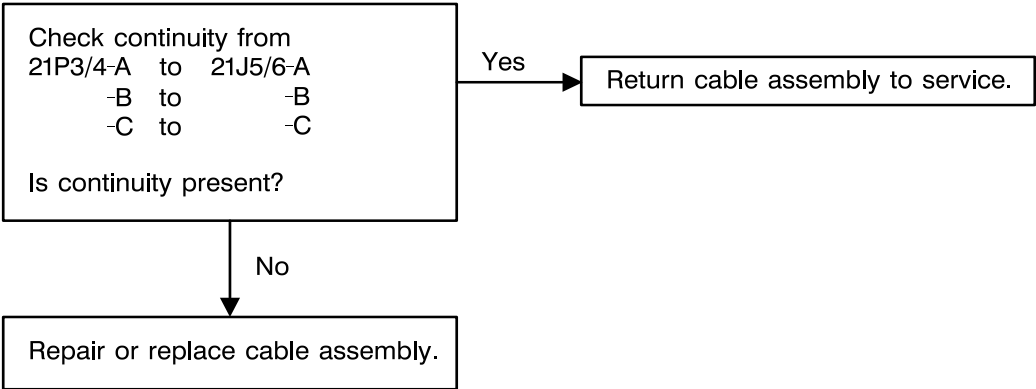 Check continuity from
21P3/4-A to 21J5/6-A
-B to -B
-C to -C
Is continuity present?
Yes
Return cable assembly to service.
No
Repair or replace cable assembly.